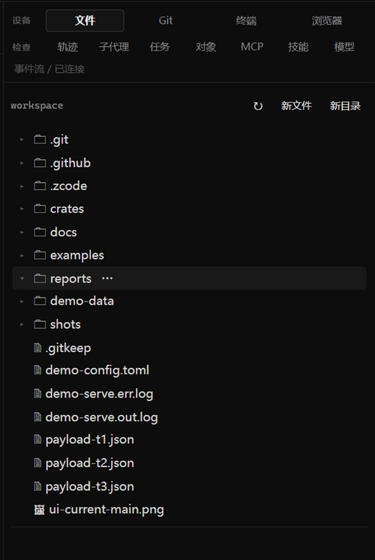 设备 文件 Git 终端 浏览器
检查 轨迹 子代理 任务 对象 MCP 技能 模型
事件流 / 已连接
workspace ↻ 新文件 新目录
.git
.github
.zcode
crates
docs
examples
reports ···
demo-data
shots
.gitkeep
demo-config.toml
demo-serve.err.log
demo-serve.out.log
payload-t1.json
payload-t2.json
payload-t3.json
ui-current-main.png